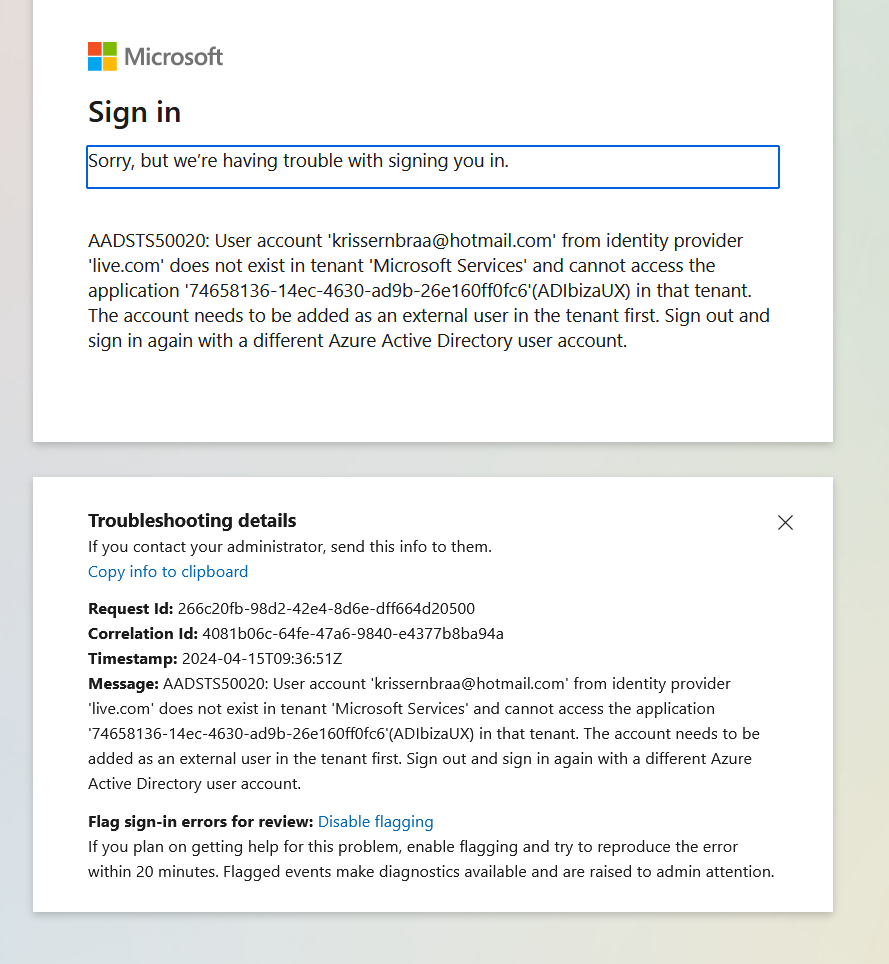 Microsoft
Sign in
Sorry, but we’re having trouble with signing you in.
AADSTS50020: User account 'krissernbraa@hotmail.com' from identity provider
'live.com' does not exist in tenant 'Microsoft Services' and cannot access the
application '74658136-14ec-4630-ad9b-26e160ff0fc6'(ADIbizaUX) in that tenant.
The account needs to be added as an external user in the tenant first. Sign out and
sign in again with a different Azure Active Directory user account.
Troubleshooting details
If you contact your administrator, send this info to them.
Copy info to clipboard
Request Id: 266c20fb-98d2-42e4-8d6e-dff664d20500
Correlation Id: 4081b06c-64fe-47a6-9840-e4377b8ba94a
Timestamp: 2024-04-15T09:36:51Z
Message: AADSTS50020: User account 'krissernbraa@hotmail.com' from identity provider
'live.com' does not exist in tenant 'Microsoft Services' and cannot access the application
'74658136-14ec-4630-ad9b-26e160ff0fc6'(ADIbizaUX) in that tenant. The account needs to be
added as an external user in the tenant first. Sign out and sign in again with a different Azure
Active Directory user account.
Flag sign-in errors for review: Disable flagging
If you plan on getting help for this problem, enable flagging and try to reproduce the error
within 20 minutes. Flagged events make diagnostics available and are raised to admin attention.